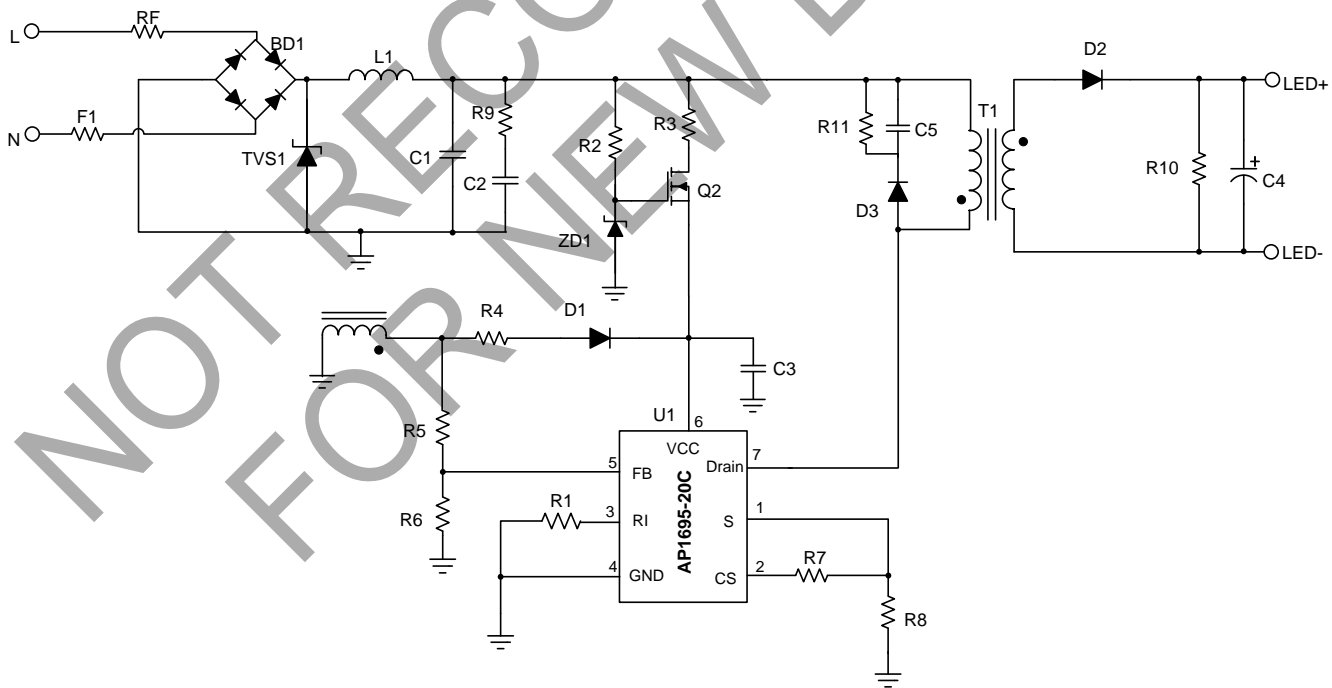 NOT RECO
FOR NEW D
L
RF
BD1
L1
N
F1
TVS1
C1
R9
C2
R2
R3
Q2
ZD1
R11
C5
D3
T1
D2
R10
+
C4
LED+
LED-
R4
D1
C3
R5
R6
U1
6
VCC
5
FB
Drain
7
R1
3
RI
S
1
4
GND
CS
2
AP1695-20C
R7
R8